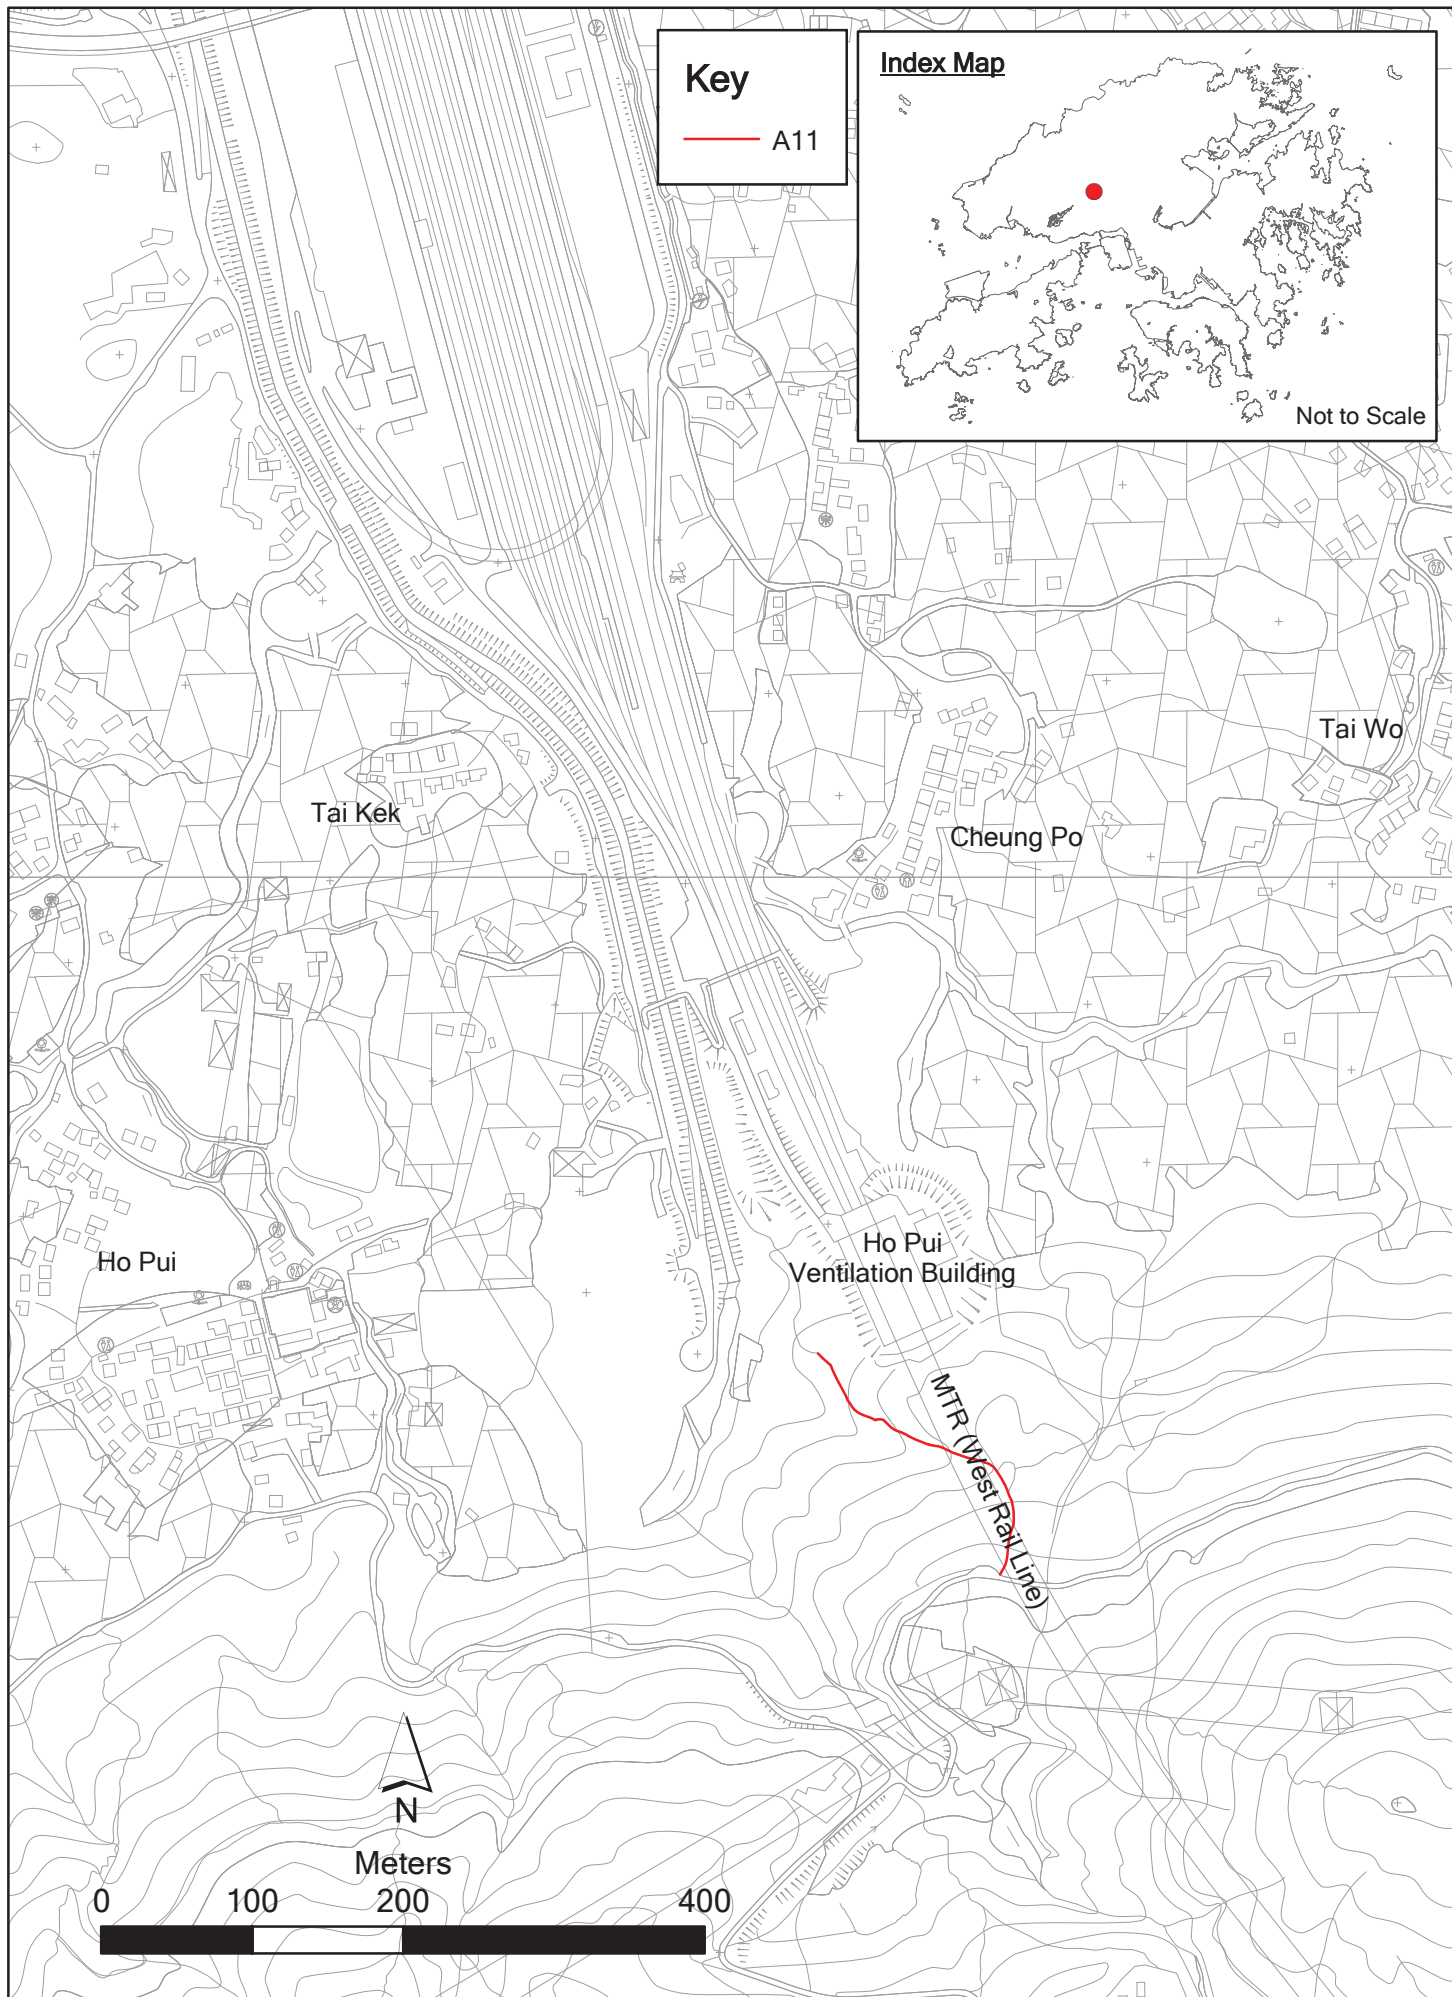 Key
A11
Index Map
Not to Scale
Tai Wo
Tai Kek
Cheung Po
Ho Pui
Ventilation Building
Ho Pui
MTR (West Rail Line)
N
Meters
0 100 200 400